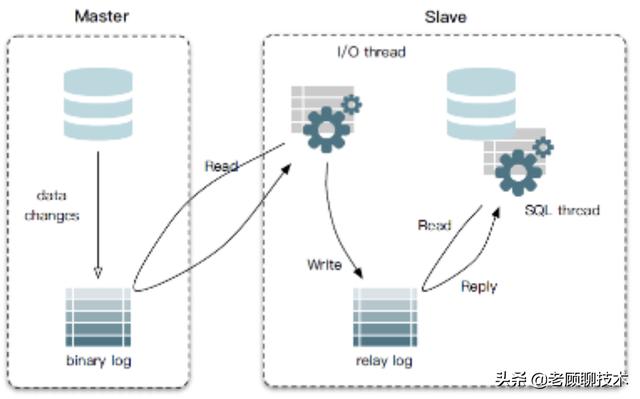 Master
Slave
I/O thread
Read
data
changes
SQL thread
Read
Write
Reply
binary log
relay log
头条 @老顾聊技术